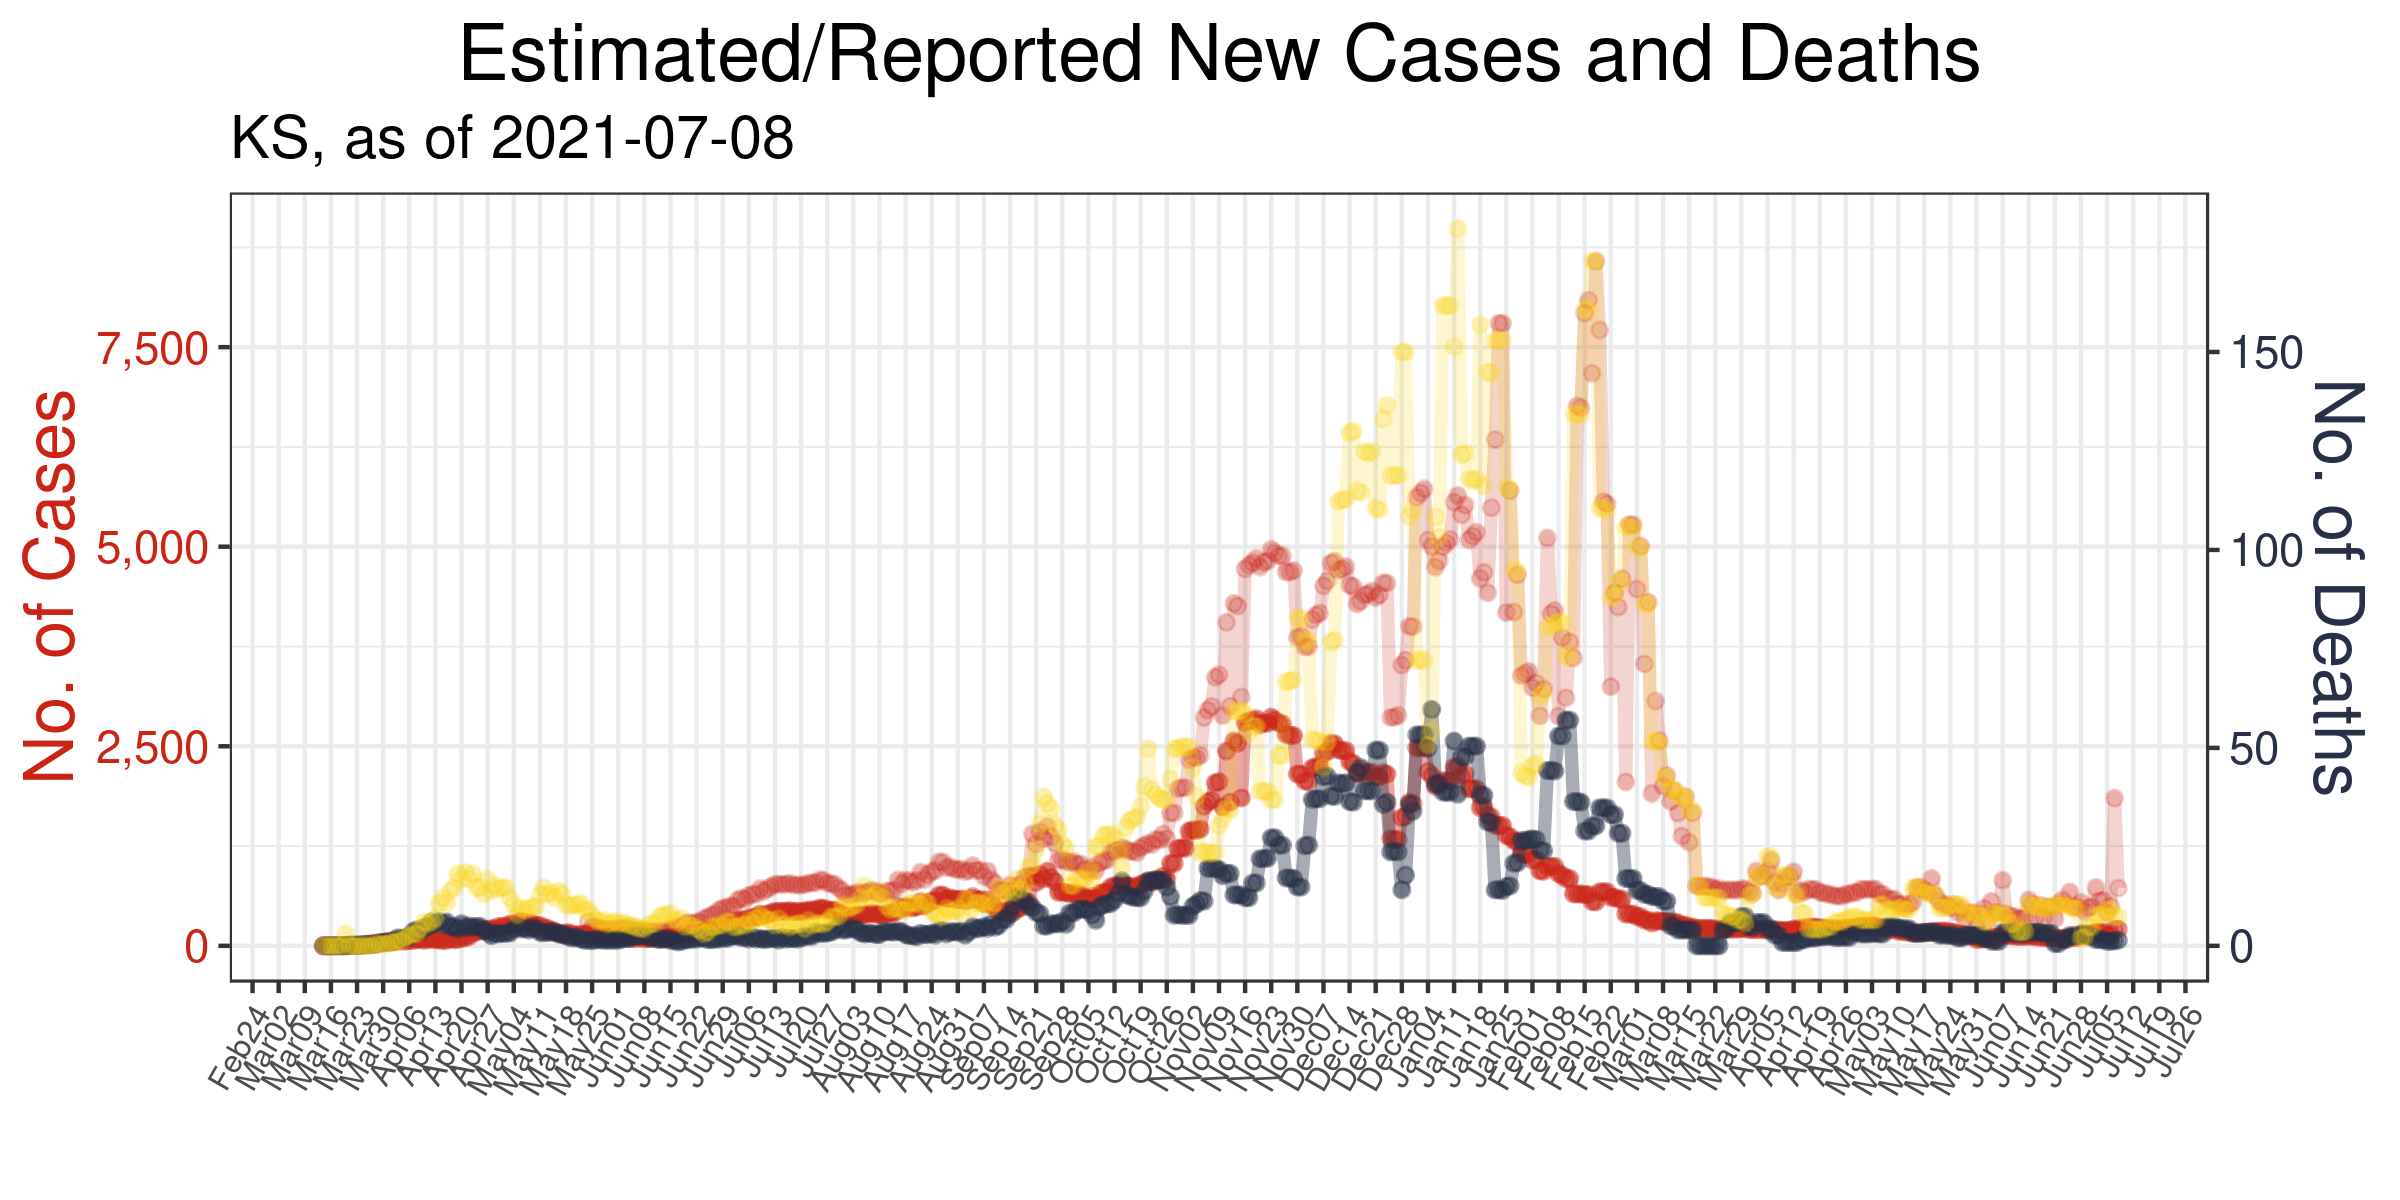 Estimated/Reported New Cases and Deaths
KS, as of 2021-07-08
No. of Cases
7,500
5,000
2,500
0
No. of Deaths
150
100
50
0
Feb24
Mar02
Mar09
Mar16
Mar23
Mar30
Apr06
Apr13
Apr20
Apr27
May04
May11
May18
May25
Jun01
Jun08
Jun15
Jun22
Jun29
Jul06
Jul13
Jul20
Jul27
Aug03
Aug10
Aug17
Aug24
Aug31
Sep07
Sep14
Sep21
Sep28
Oct05
Oct12
Oct19
Oct26
Nov02
Nov09
Nov16
Nov23
Nov30
Dec07
Dec14
Dec21
Dec28
Jan04
Jan11
Jan18
Jan25
Feb01
Feb08
Feb15
Feb22
Mar01
Mar08
Mar15
Mar22
Mar29
Apr05
Apr12
Apr19
Apr26
May03
May10
May17
May24
May31
Jun07
Jun14
Jun21
Jun28
Jul05
Jul12
Jul19
Jul26